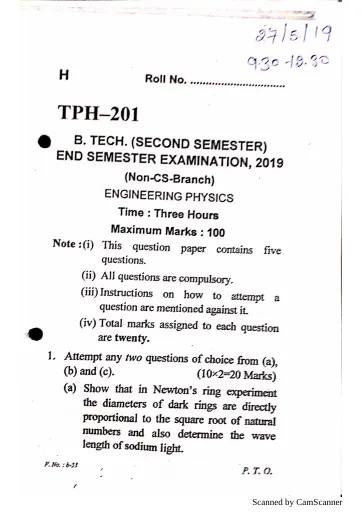 27/5/19
9.30-12.30
H
Roll No. ..............................
TPH–201
B. TECH. (SECOND SEMESTER)
END SEMESTER EXAMINATION, 2019
(Non-CS-Branch)
ENGINEERING PHYSICS
Time : Three Hours
Maximum Marks : 100
Note :(i) This question paper contains five
questions.
(ii) All questions are compulsory.
(iii) Instructions on how to attempt a
question are mentioned against it.
(iv) Total marks assigned to each question
are twenty.
1. Attempt any two questions of choice from (a),
(b) and (c). (10×2=20 Marks)
(a) Show that in Newton's ring experiment
the diameters of dark rings are directly
proportional to the square root of natural
numbers and also determine the wave
length of sodium light.
F. No. :
P. T. O.
Scanned by CamScanner